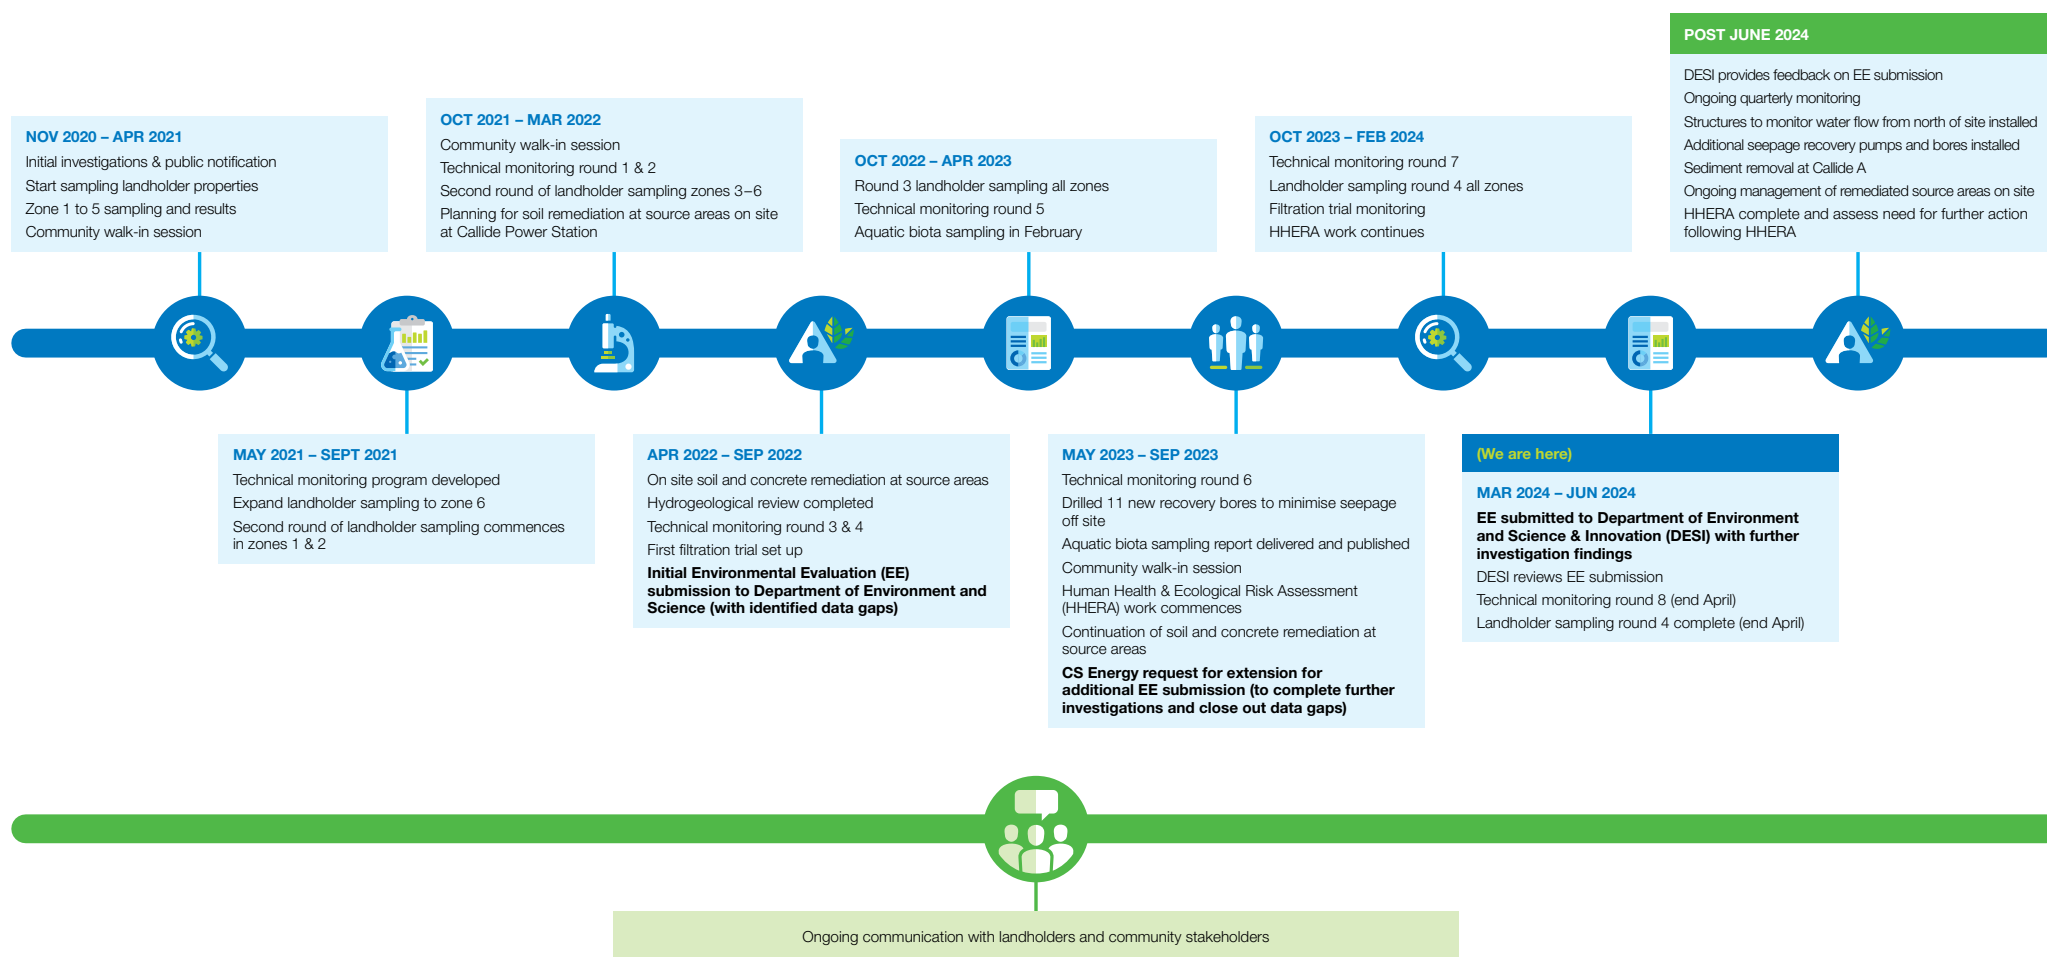 NOV 2020 – APR 2021
Initial investigations & public notification
Start sampling landholder properties
Zone 1 to 5 sampling and results
Community walk-in session
MAY 2021 – SEPT 2021
Technical monitoring program developed
Expand landholder sampling to zone 6
Second round of landholder sampling commences
in zones 1 & 2
OCT 2021 – MAR 2022
Community walk-in session
Technical monitoring round 1 & 2
Second round of landholder sampling zones 3–6
Planning for soil remediation at source areas on site
at Callide Power Station
APR 2022 – SEP 2022
On site soil and concrete remediation at source areas
Hydrogeological review completed
Technical monitoring round 3 & 4
First filtration trial set up
Initial Environmental Evaluation (EE)
submission to Department of Environment and
Science (with identified data gaps)
OCT 2022 – APR 2023
Round 3 landholder sampling all zones
Technical monitoring round 5
Aquatic biota sampling in February
MAY 2023 – SEP 2023
Technical monitoring round 6
Drilled 11 new recovery bores to minimise seepage
off site
Aquatic biota sampling report delivered and published
Community walk-in session
Human Health & Ecological Risk Assessment
(HHERA) work commences
Continuation of soil and concrete remediation at
source areas
CS Energy request for extension for
additional EE submission (to complete further
investigations and close out data gaps)
OCT 2023 – FEB 2024
Technical monitoring round 7
Landholder sampling round 4 all zones
Filtration trial monitoring
HHERA work continues
(We are here)
MAR 2024 – JUN 2024
EE submitted to Department of Environment
and Science & Innovation (DESI) with further
investigation findings
DESI reviews EE submission
Technical monitoring round 8 (end April)
Landholder sampling round 4 complete (end April)
POST JUNE 2024
DESI provides feedback on EE submission
Ongoing quarterly monitoring
Structures to monitor water flow from north of site installed
Additional seepage recovery pumps and bores installed
Sediment removal at Callide A
Ongoing management of remediated source areas on site
HHERA complete and assess need for further action
following HHERA
Ongoing communication with landholders and community stakeholders